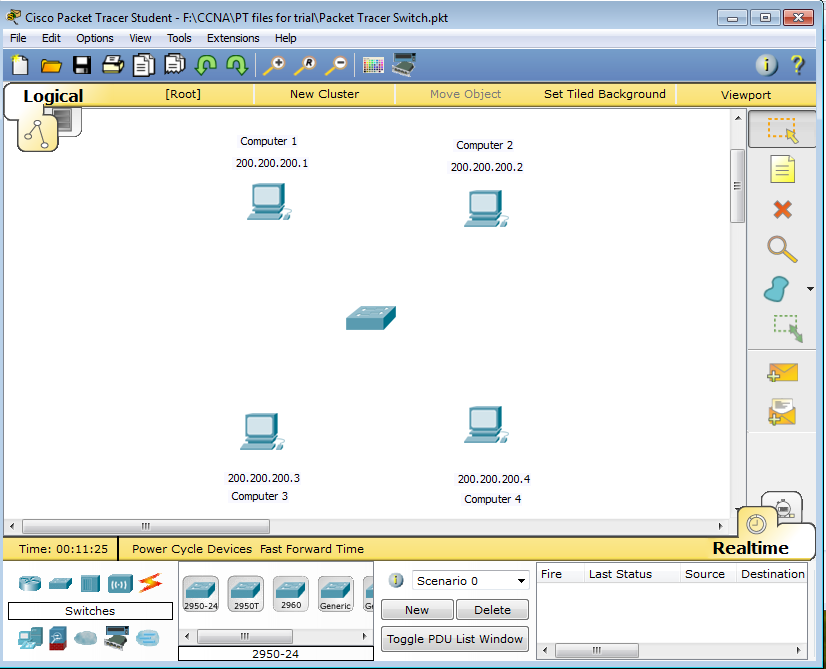 Cisco Packet Tracer Student - F:\CCNA\PT files for trial\Packet Tracer Switch.pkt
File Edit Options View Tools Extensions Help
Logical [Root] New Cluster Move Object Set Tiled Background Viewport
Computer 1
200.200.200.1
Computer 2
200.200.200.2
200.200.200.3
Computer 3
200.200.200.4
Computer 4
Time: 00:11:25 Power Cycle Devices Fast Forward Time Realtime
Switches
2950-24 2950T 2960 Generic
2950-24
Scenario 0
New Delete
Toggle PDU List Window
Fire Last Status Source Destination